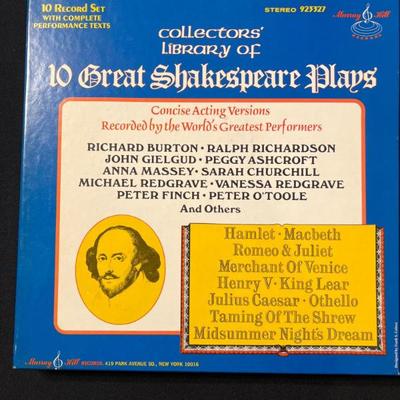 10 RECORD SET
WITH COMPLETE
PERFORMANCE TEXTS
STEREO 923327
Murray Hill
RECORDS
collectors'
Library of
10 Great Shakespeare Plays
Concise Acting Versions
Recorded by the World's Greatest Performers
RICHARD BURTON · RALPH RICHARDSON
JOHN GIELGUD · PEGGY ASHCROFT
ANNA MASSEY · SARAH CHURCHILL
MICHAEL REDGRAVE · VANESSA REDGRAVE
PETER FINCH · PETER O'TOOLE
And Others
Hamlet · Macbeth
Romeo & Juliet
Merchant Of Venice
Henry V · King Lear
Julius Caesar · Othello
Taming Of The Shrew
Midsummer Night's Dream
Murray Hill RECORDS, 419 PARK AVENUE SO., NEW YORK 10016